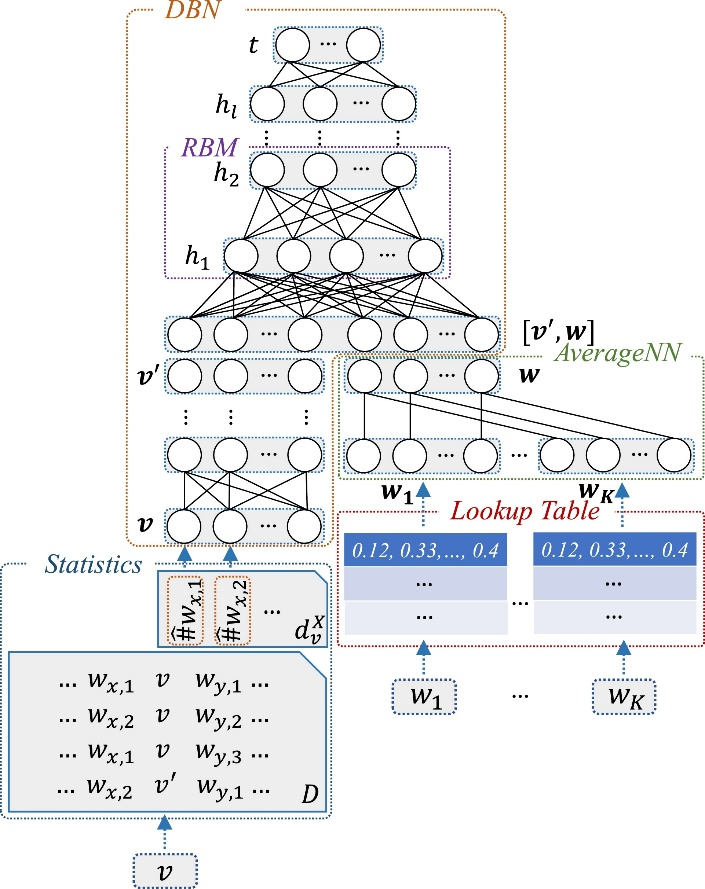 DBN
t ...
h_l ...
⋮ ⋮ ⋮
RBM
h_2 ...
h_1 ...
... ... [v′, w]
AverageNN
v′ ... ... w
⋮ ⋮ ⋮
... ... ... ...
w_1 w_K
v ...
Lookup Table
0.12, 0.33,..., 0.4 0.12, 0.33,..., 0.4
... ...
... ... ...
Statistics
#̂w_{x,1} #̂w_{x,2} ... d_v^X
w_1 ... w_K
... w_{x,1} v w_{y,1} ...
... w_{x,2} v w_{y,2} ...
... w_{x,1} v w_{y,3} ...
... w_{x,2} v′ w_{y,1} ... D
v